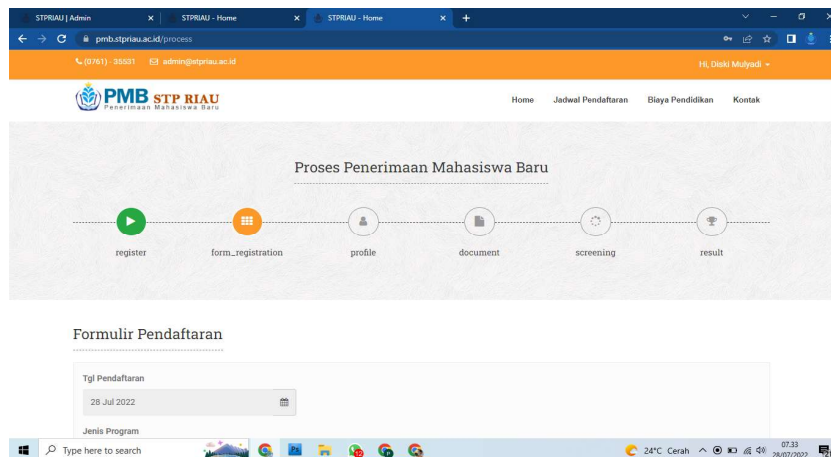 STPRIAU | Admin
STPRIAU - Home
STPRIAU - Home
pmb.stpriau.ac.id/process
(0761) - 35531 admin@stpriau.ac.id Hi, Diski Mulyadi
PMB STP RIAU
Penerimaan Mahasiswa Baru
Home Jadwal Pendaftaran Biaya Pendidikan Kontak
Proses Penerimaan Mahasiswa Baru
register form_registration profile document screening result
Formulir Pendaftaran
Tgl Pendaftaran
28 Jul 2022
Jenis Program
Type here to search
Ps
24°C Cerah
07.33
28/07/2022